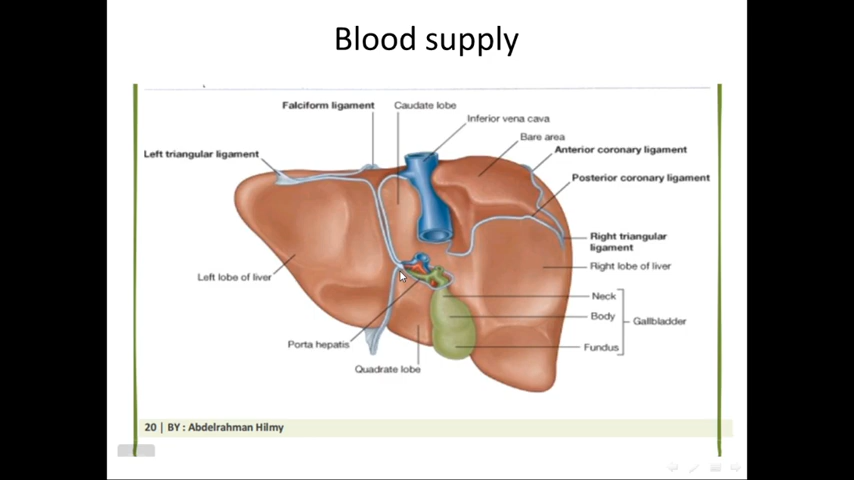 Blood supply
Falciform ligament
Caudate lobe
Inferior vena cava
Bare area
Left triangular ligament
Anterior coronary ligament
Posterior coronary ligament
Right triangular
ligament
Left lobe of liver
Right lobe of liver
Neck
Body
Gallbladder
Porta hepatis
Fundus
Quadrate lobe
20 | BY : Abdelrahman Hilmy